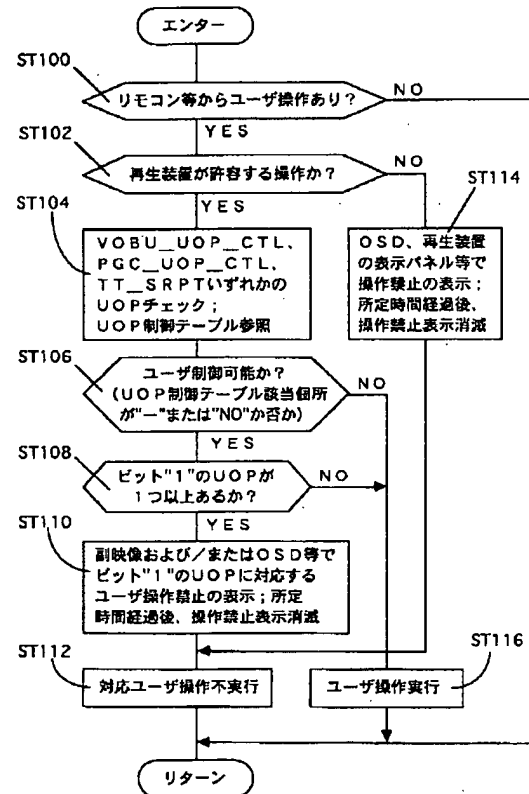 エンター
ST100
リモコン等からユーザ操作あり?
NO
YES
ST102
再生装置が許容する操作か?
NO
YES
ST104
VOBU_UOP_CTL、
PGC_UOP_CTL、
TT_SRPTいずれかの
UOPチェック;
UOP制御テーブル参照
ST114
OSD、再生装置
の表示パネル等で
操作禁止の表示;
所定時間経過後、
操作禁止表示消滅
ST106
ユーザ制御可能か?
(UOP制御テーブル該当個所
が"−"または"NO"か否か)
NO
YES
ST108
ビット"1"のUOPが
1つ以上あるか?
NO
YES
ST110
副映像および/またはOSD等で
ビット"1"のUOPに対応する
ユーザ操作禁止の表示;所定
時間経過後、操作禁止表示消滅
ST112
対応ユーザ操作不実行
ST116
ユーザ操作実行
リターン